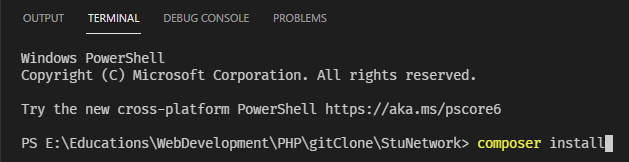 OUTPUT TERMINAL DEBUG CONSOLE PROBLEMS
Windows PowerShell
Copyright (C) Microsoft Corporation. All rights reserved.
Try the new cross-platform PowerShell https://aka.ms/pscore6
PS E:\Educations\WebDevelopment\PHP\gitClone\StuNetwork> composer install